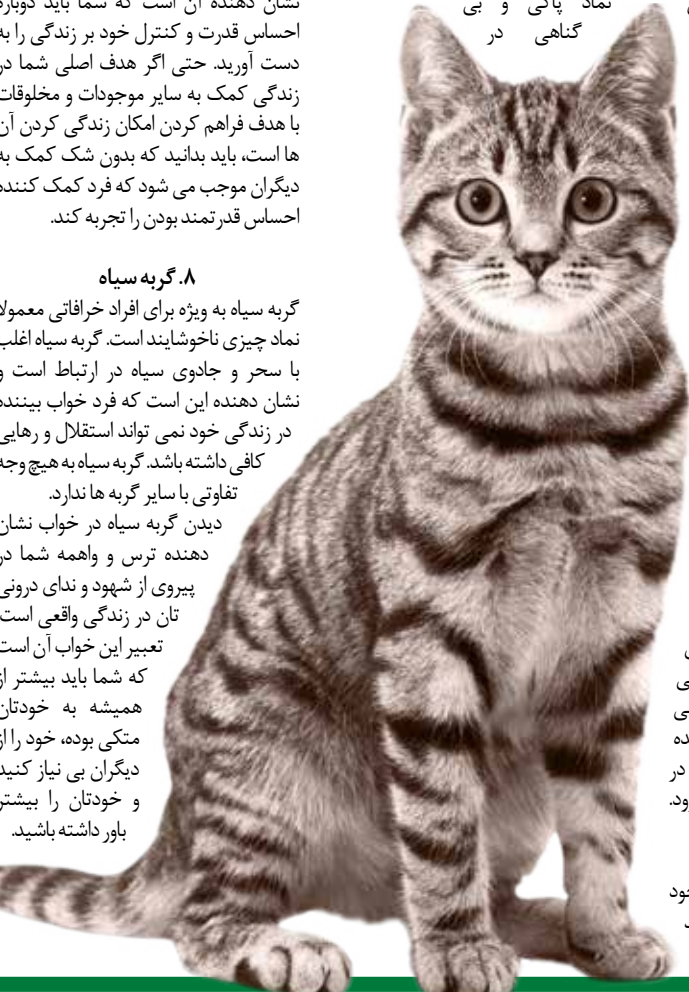 نماد پاکی و بی
گناهی در
در
نشان دهنده آن است که شما باید دوباره
احساس قدرت و کنترل خود بر زندگی را به
دست آورید. حتی اگر هدف اصلی شما در
زندگی کمک به سایر موجودات و مخلوقات
با هدف فراهم کردن امکان زندگی کردن آن
ها است، باید بدانید که بدون شک کمک به
دیگران موجب می شود که فرد کمک کننده
احساس قدرتمند بودن را تجربه کند.
۸. گربه سیاه
گربه سیاه به ویژه برای افراد خرافاتی معمولا
نماد چیزی ناخوشایند است. گربه سیاه اغلب
با سحر و جادوی سیاه در ارتباط است و
نشان دهنده این است که فرد خواب بیننده
در زندگی خود نمی تواند استقلال و رهایی
کافی داشته باشد. گربه سیاه به هیچ وجه
تفاوتی با سایر گربه ها ندارد.
دیدن گربه سیاه در خواب نشان
دهنده ترس و واهمه شما در
پیروی از شهود و ندای درونی
تان در زندگی واقعی است.
تعبیر این خواب آن است
که شما باید بیشتر از
همیشه به خودتان
متکی بوده، خود را از
دیگران بی نیاز کنید
و خودتان را بیشتر
باور داشته باشید.